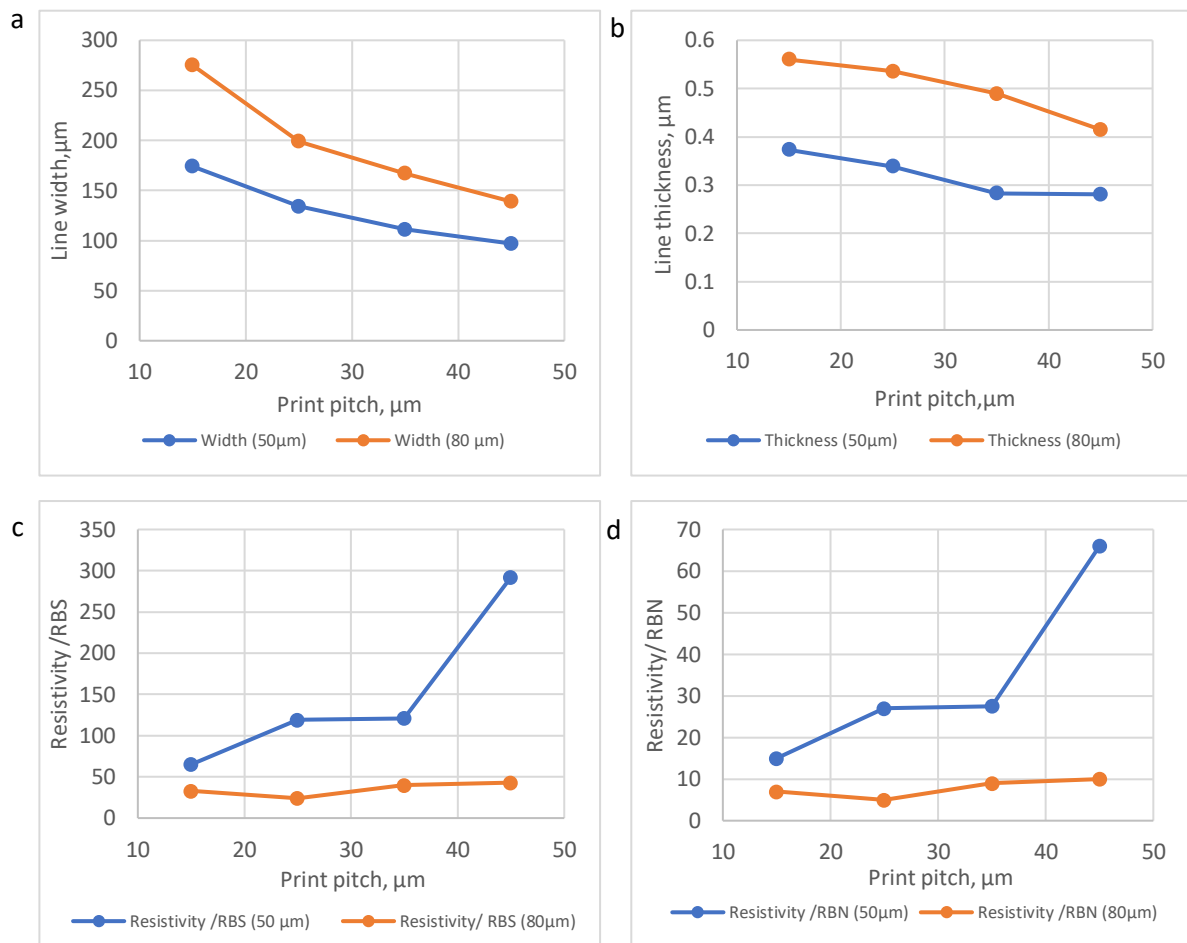 a
300
250
200
150
100
50
0
Line width,µm
10 20 30 40 50
Print pitch, µm
Width (50µm) Width (80 µm)
b
0.6
0.5
0.4
0.3
0.2
0.1
0
Line thickness, µm
10 20 30 40 50
Print pitch,µm
Thickness (50µm) Thickness (80µm)
c
350
300
250
200
150
100
50
0
Resistivity /RBS
10 20 30 40 50
Print pitch, µm
Resistivity /RBS (50 µm) Resistivity/ RBS (80µm)
d
70
60
50
40
30
20
10
0
Resistivity/ RBN
10 20 30 40 50
Print pitch, µm
Resistivity /RBN (50µm) Resistivity /RBN (80µm)